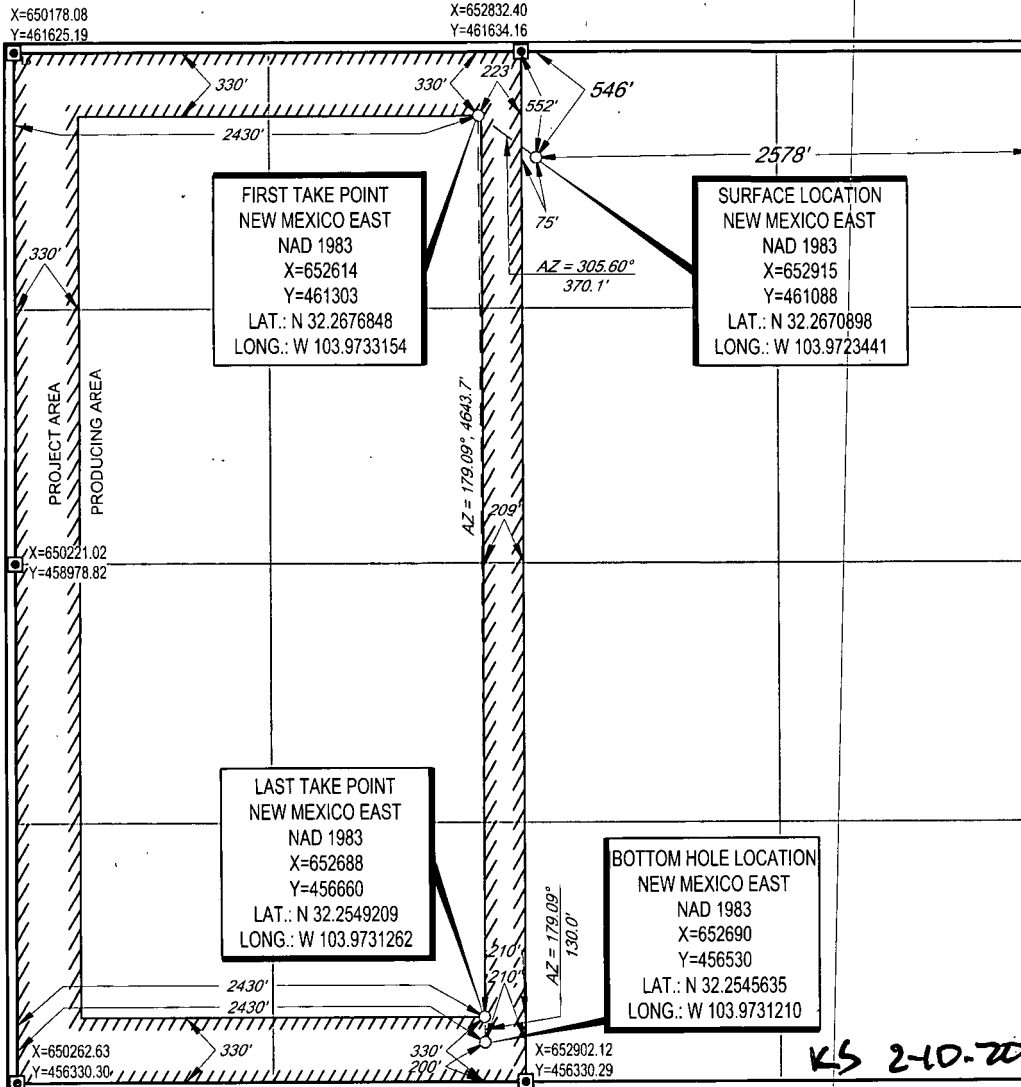 X=650178.08
Y=461625.19
X=652832.40
Y=461634.16
330'
330'
223'
552'
546'
2430'
2578'
75'
FIRST TAKE POINT
NEW MEXICO EAST
NAD 1983
X=652614
Y=461303
LAT.: N 32.2676848
LONG.: W 103.9733154
SURFACE LOCATION
NEW MEXICO EAST
NAD 1983
X=652915
Y=461088
LAT.: N 32.2670898
LONG.: W 103.9723441
330'
AZ = 305.60°
370.1'
PROJECT AREA
PRODUCING AREA
AZ = 179.09°, 4643.7'
209'
X=650221.02
Y=458978.82
LAST TAKE POINT
NEW MEXICO EAST
NAD 1983
X=652688
Y=456660
LAT.: N 32.2549209
LONG.: W 103.9731262
BOTTOM HOLE LOCATION
NEW MEXICO EAST
NAD 1983
X=652690
Y=456530
LAT.: N 32.2545635
LONG.: W 103.9731210
AZ = 179.09°
130.0'
210'
210'
2430'
2430'
330'
330'
200'
X=650262.63
Y=456330.30
X=652902.12
Y=456330.29
KS 2-10-20